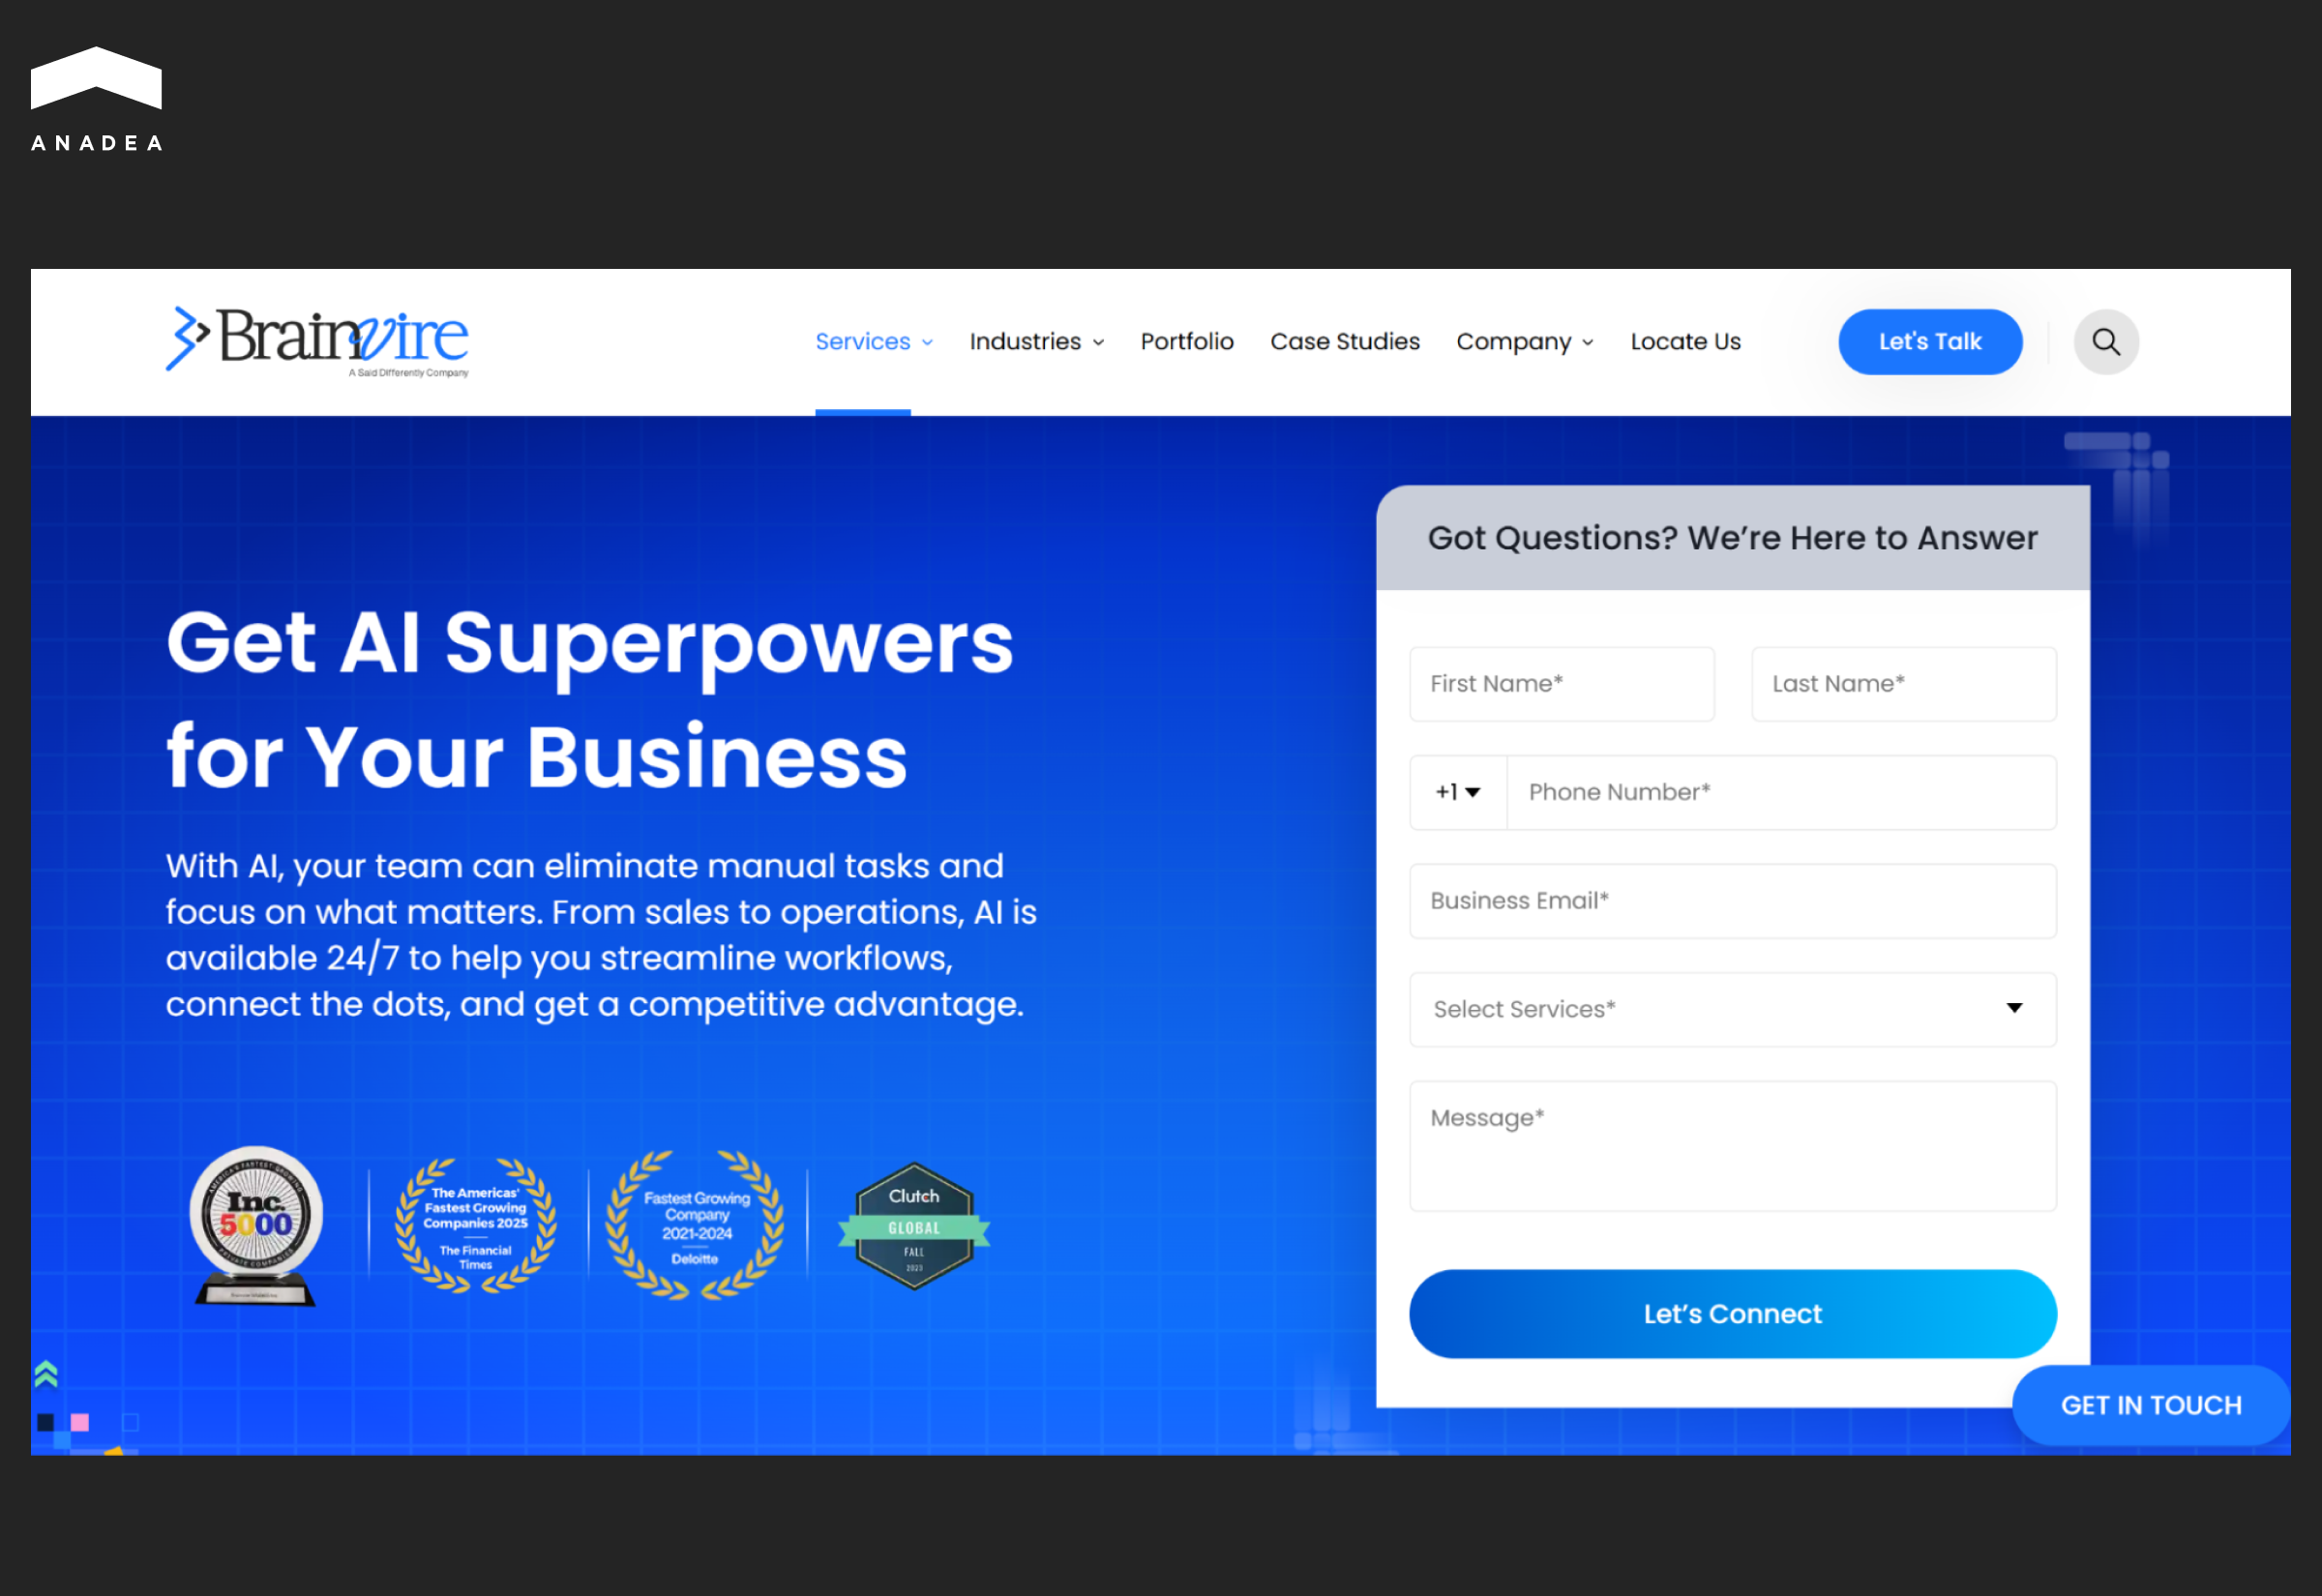 ANADEA
Brainvire
A Said Differently Company
Services
Industries
Portfolio
Case Studies
Company
Locate Us
Let's Talk
Get AI Superpowers
for Your Business
With AI, your team can eliminate manual tasks and
focus on what matters. From sales to operations, AI is
available 24/7 to help you streamline workflows,
connect the dots, and get a competitive advantage.
AMERICA'S FASTEST GROWING
Inc.
5000
PRIVATE COMPANIES
The Americas'
Fastest Growing
Companies 2025
The Financial
Times
Fastest Growing
Company
2021-2024
Deloitte
Clutch
GLOBAL
FALL
2023
Got Questions? We’re Here to Answer
First Name*
Last Name*
+1
Phone Number*
Business Email*
Select Services*
Message*
Let’s Connect
GET IN TOUCH